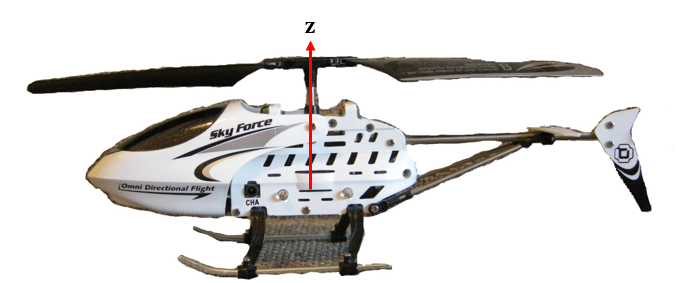 z
Sky Force
Omni Directional Flight
CHA